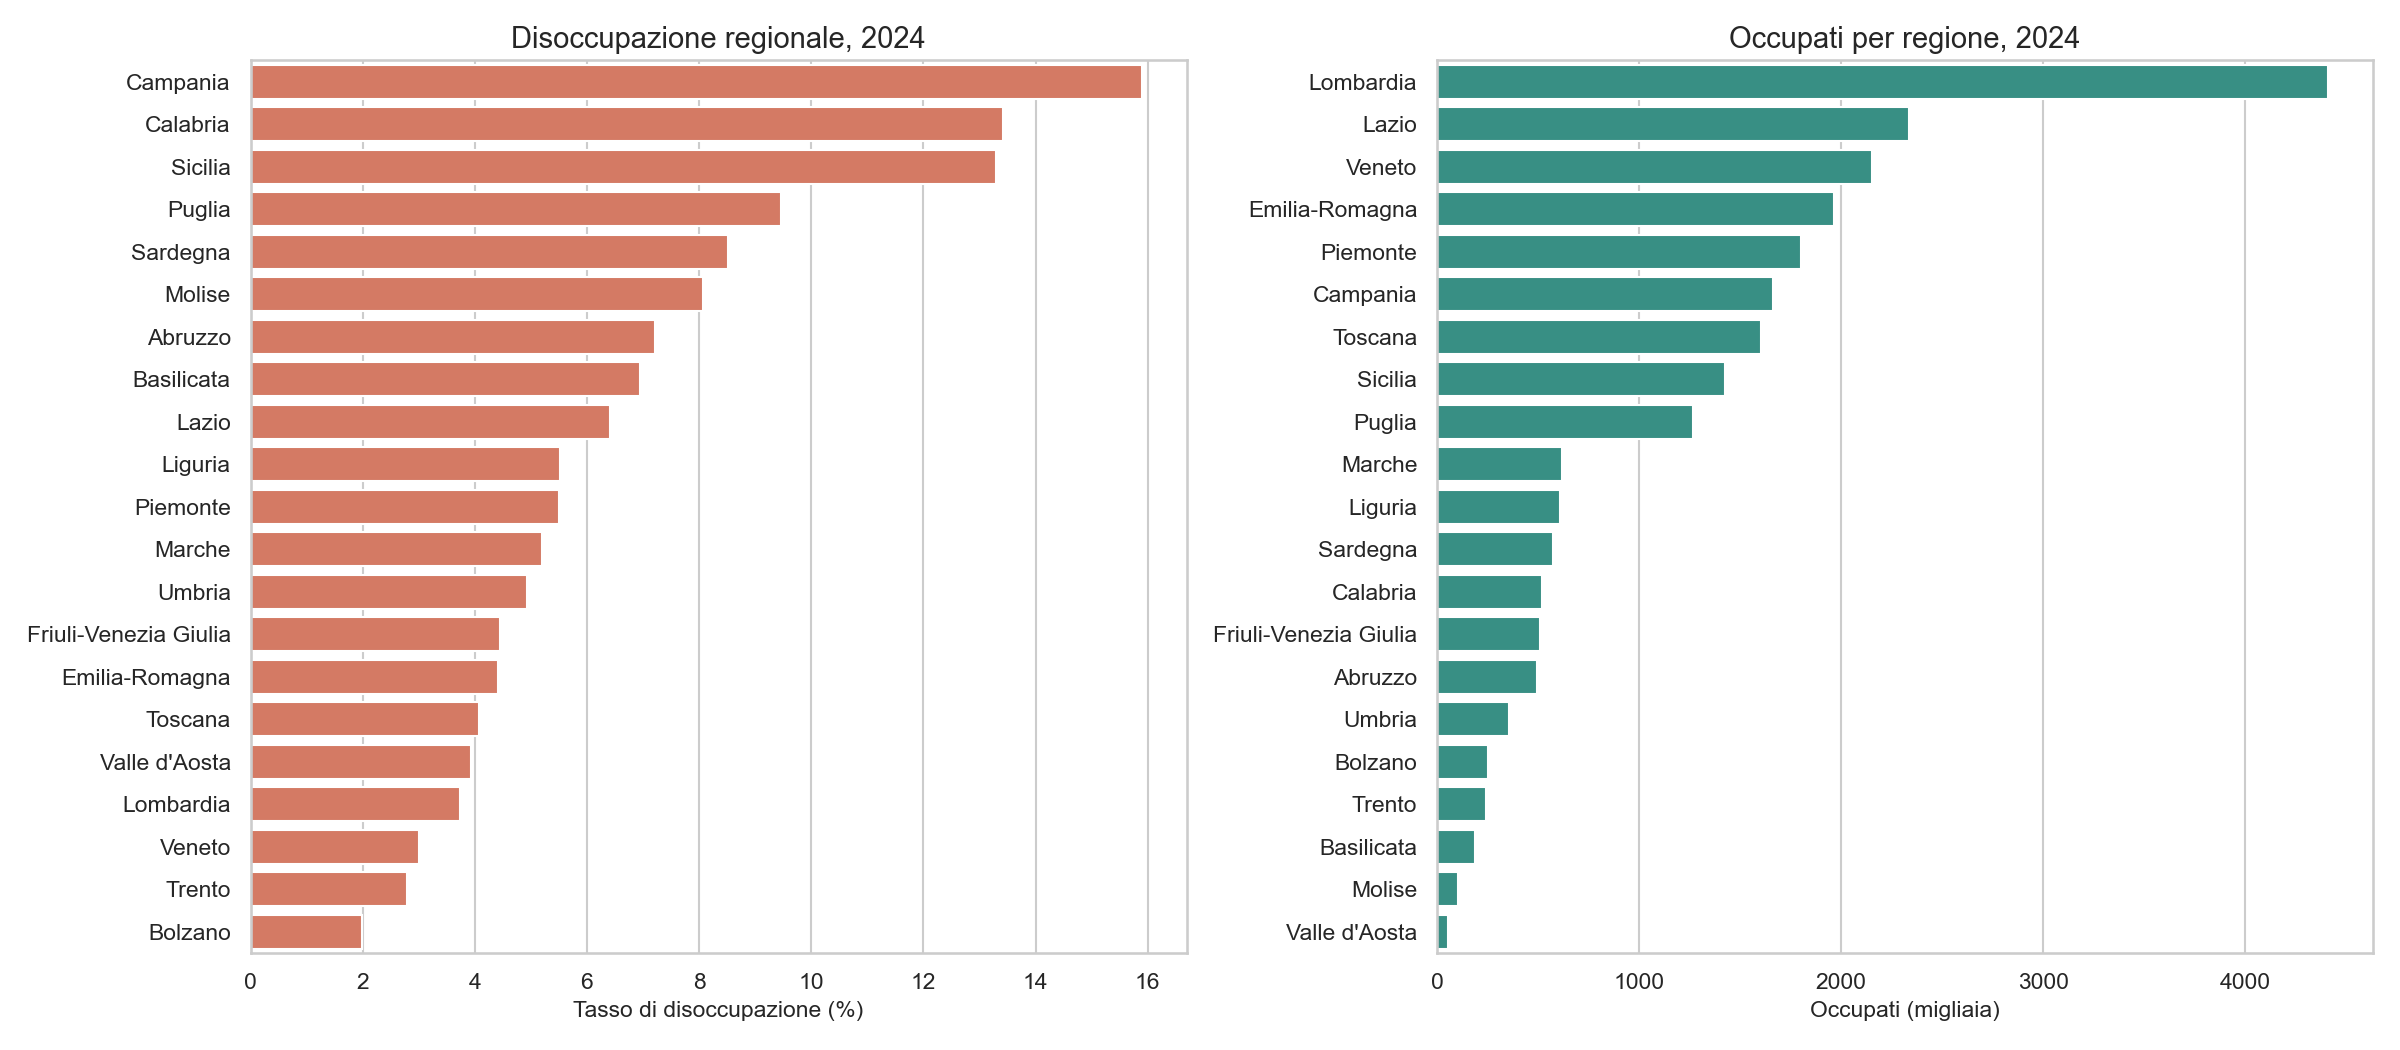 Disoccupazione regionale, 2024
Campania
Calabria
Sicilia
Puglia
Sardegna
Molise
Abruzzo
Basilicata
Lazio
Liguria
Piemonte
Marche
Umbria
Friuli-Venezia Giulia
Emilia-Romagna
Toscana
Valle d'Aosta
Lombardia
Veneto
Trento
Bolzano
0 2 4 6 8 10 12 14 16
Tasso di disoccupazione (%)
Occupati per regione, 2024
Lombardia
Lazio
Veneto
Emilia-Romagna
Piemonte
Campania
Toscana
Sicilia
Puglia
Marche
Liguria
Sardegna
Calabria
Friuli-Venezia Giulia
Abruzzo
Umbria
Bolzano
Trento
Basilicata
Molise
Valle d'Aosta
0 1000 2000 3000 4000
Occupati (migliaia)